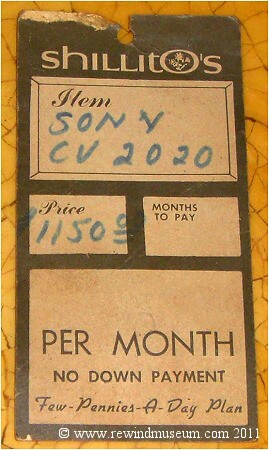 shillito's
Item
SONY
CV 2020
Price
MONTHS
TO PAY
$1150.00
PER MONTH
NO DOWN PAYMENT
Few-Pennies-A-Day Plan
© www.rewindmuseum.com 2011